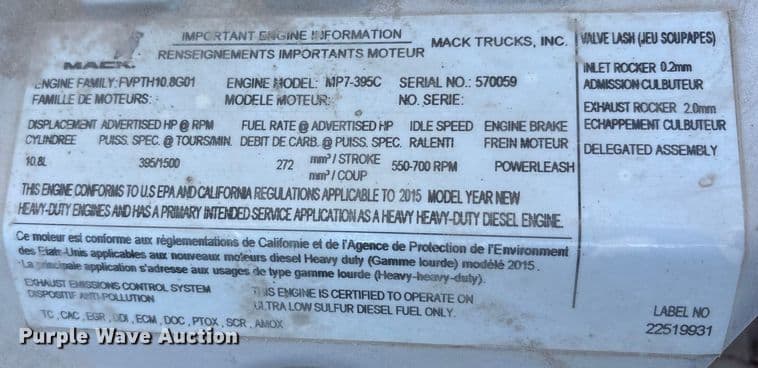 MACK
IMPORTANT ENGINE INFORMATION
RENSEIGNEMENTS IMPORTANTS MOTEUR
MACK TRUCKS, INC.
ENGINE FAMILY: FVPTH10.8G01 ENGINE MODEL: MP7-395C SERIAL NO.: 570059
FAMILLE DE MOTEURS: MODELE MOTEUR: NO. SERIE:
DISPLACEMENT ADVERTISED HP @ RPM FUEL RATE @ ADVERTISED HP IDLE SPEED ENGINE BRAKE
CYLINDREE PUISS. SPEC. @ TOURS/MIN. DEBIT DE CARB. @ PUISS. SPEC. RALENTI FREIN MOTEUR
10.8L 395/1500 272 mm³/STROKE 550-700 RPM POWERLEASH
mm³/COUP
THIS ENGINE CONFORMS TO U.S EPA AND CALIFORNIA REGULATIONS APPLICABLE TO 2015 MODEL YEAR NEW
HEAVY-DUTY ENGINES AND HAS A PRIMARY INTENDED SERVICE APPLICATION AS A HEAVY HEAVY-DUTY DIESEL ENGINE.
Ce moteur est conforme aux réglementations de Californie et de l'Agence de Protection de l'Environment
des Etats-Unis applicables aux nouveaux moteurs diesel Heavy duty (Gamme lourde) modèlé 2015.
La principale application s'adresse aux usages de type gamme lourde (Heavy-heavy-duty).
EXHAUST EMISSIONS CONTROL SYSTEM
DISPOSITIF ANTI-POLLUTION
THIS ENGINE IS CERTIFIED TO OPERATE ON
ULTRA LOW SULFUR DIESEL FUEL ONLY.
TC, CAC, EGR, DDI, ECM, DOC, PTOX, SCR, AMOX
VALVE LASH (JEU SOUPAPES)
INLET ROCKER 0.2mm
ADMISSION CULBUTEUR
EXHAUST ROCKER 2.0mm
ECHAPPEMENT CULBUTEUR
DELEGATED ASSEMBLY
LABEL NO
22519931
Purple Wave Auction